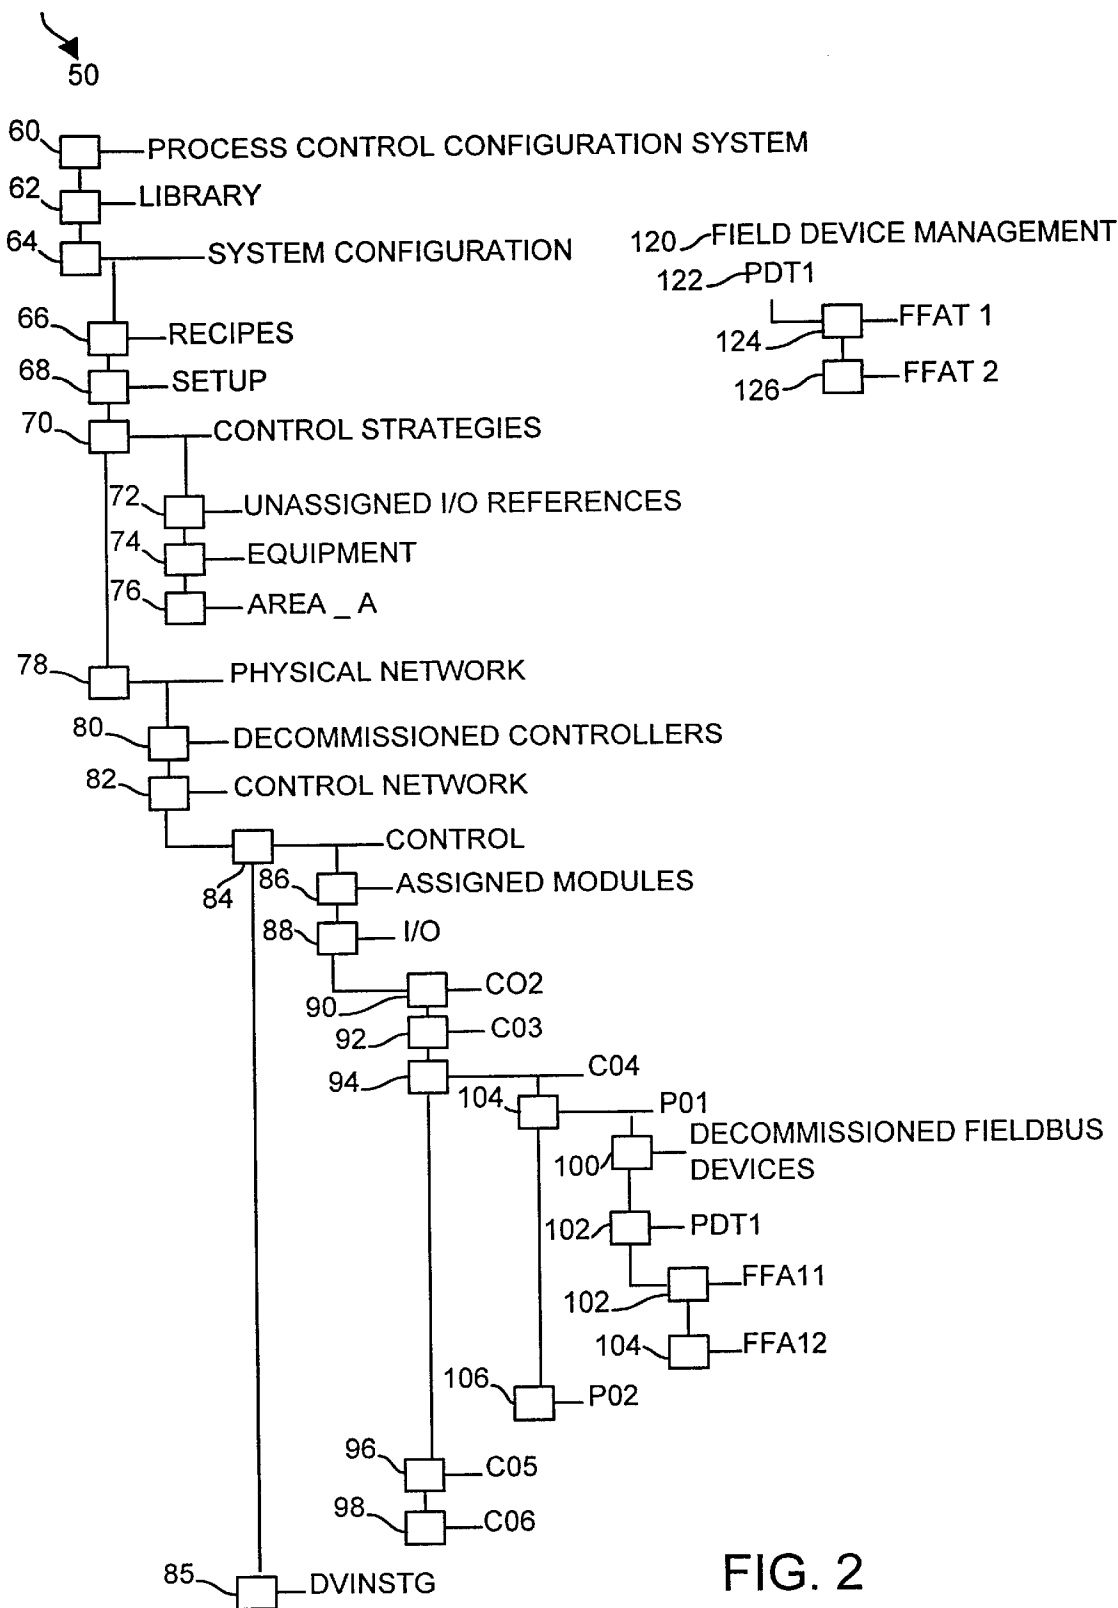 50
60 PROCESS CONTROL CONFIGURATION SYSTEM
62 LIBRARY
64 SYSTEM CONFIGURATION
66 RECIPES
68 SETUP
70 CONTROL STRATEGIES
72 UNASSIGNED I/O REFERENCES
74 EQUIPMENT
76 AREA _ A
78 PHYSICAL NETWORK
80 DECOMMISSIONED CONTROLLERS
82 CONTROL NETWORK
84 CONTROL
86 ASSIGNED MODULES
88 I/O
90 CO2
92 C03
94 C04
104 P01
100 DECOMMISSIONED FIELDBUS
DEVICES
102 PDT1
102 FFA11
104 FFA12
106 P02
96 C05
98 C06
85 DVINSTG
120 FIELD DEVICE MANAGEMENT
122 PDT1
124 FFAT 1
126 FFAT 2
FIG. 2